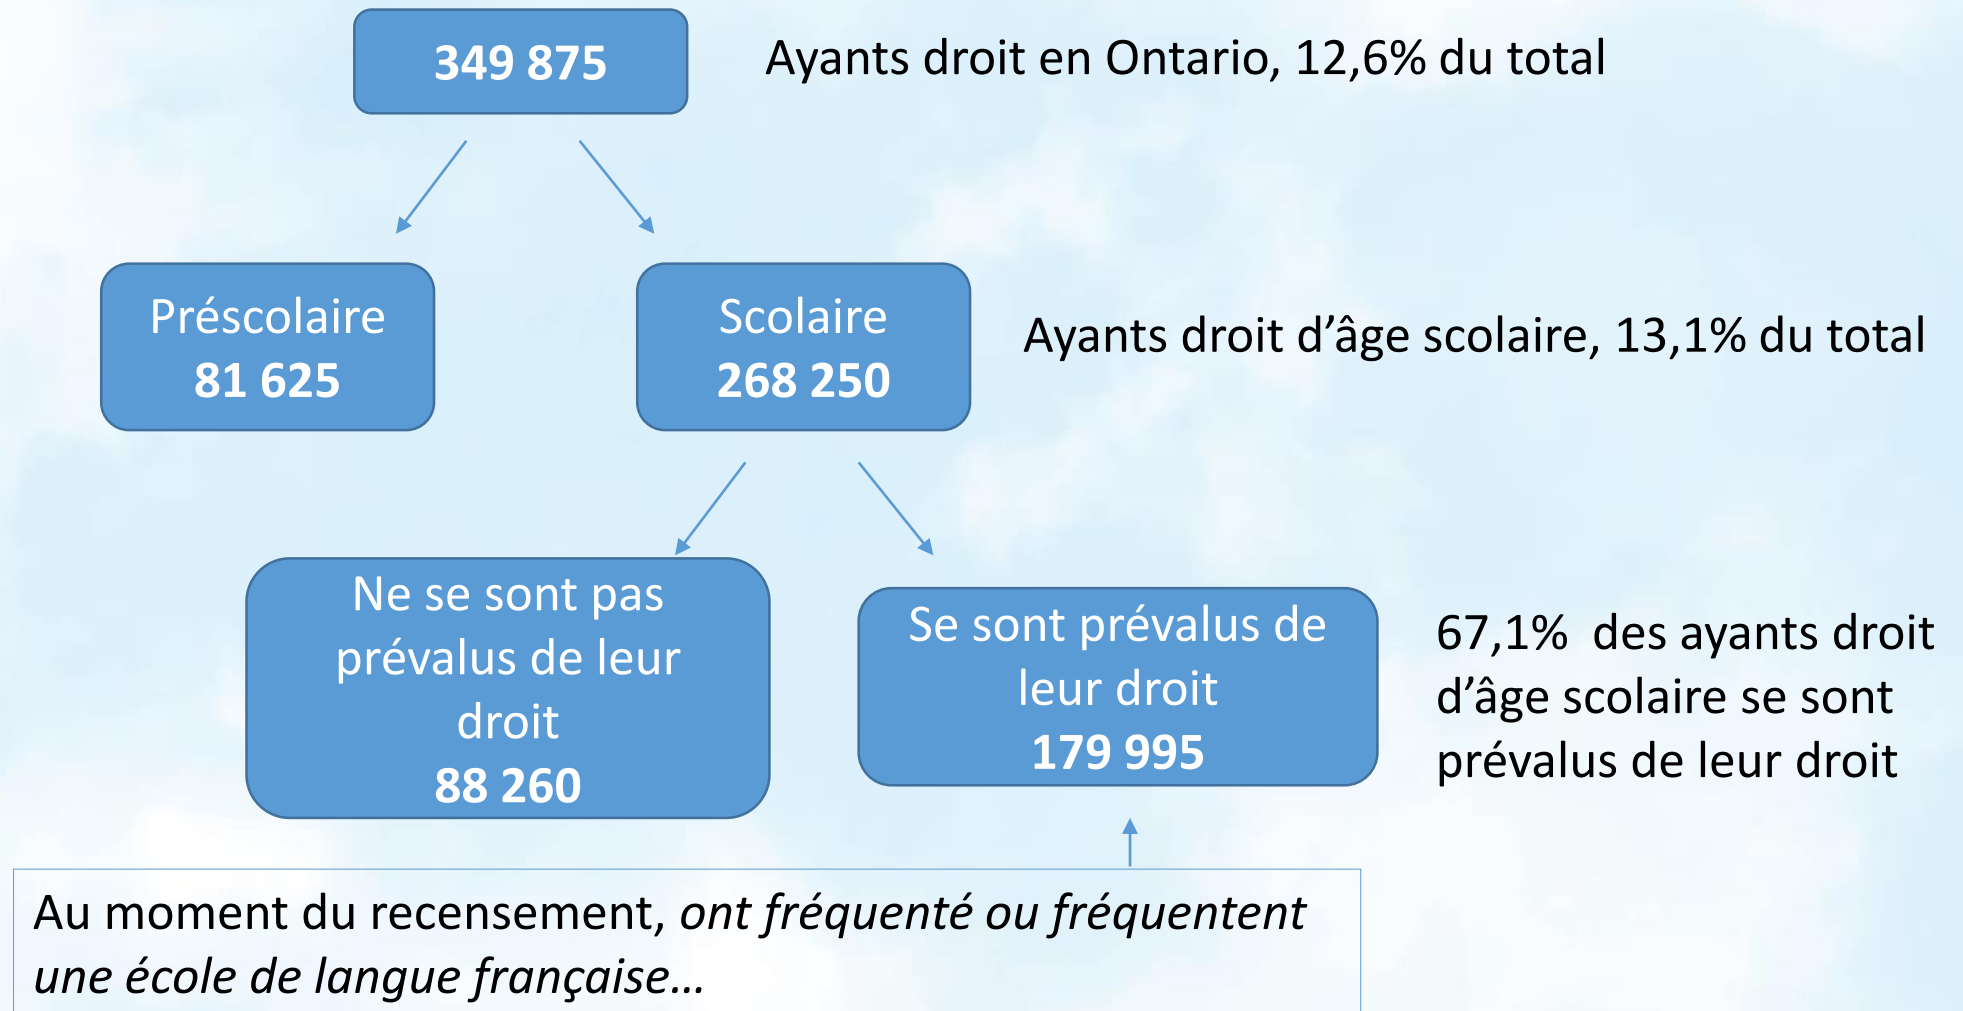 349 875
Ayants droit en Ontario, 12,6% du total
Préscolaire
81 625
Scolaire
268 250
Ayants droit d’âge scolaire, 13,1% du total
Ne se sont pas
prévalus de leur
droit
88 260
Se sont prévalus de
leur droit
179 995
67,1%  des ayants droit
d’âge scolaire se sont
prévalus de leur droit
Au moment du recensement, ont fréquenté ou fréquentent
une école de langue française…